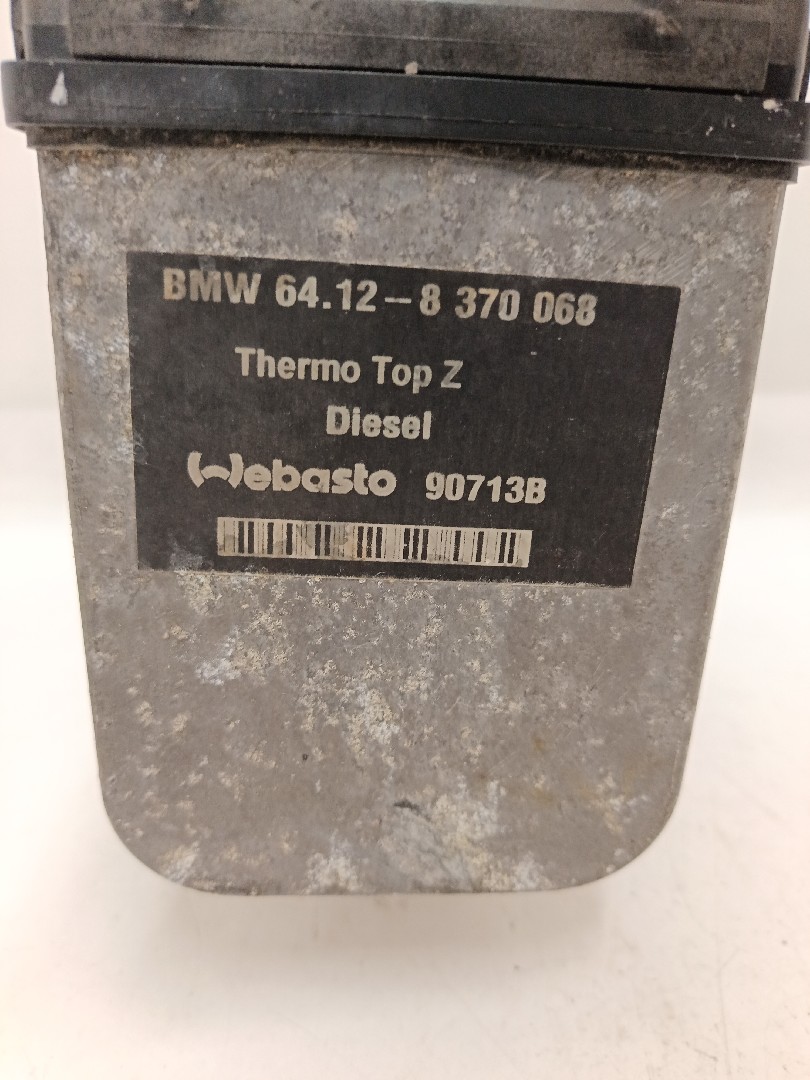 BMW 64.12-8 370 068
Thermo Top Z
Diesel
Webasto 90713B